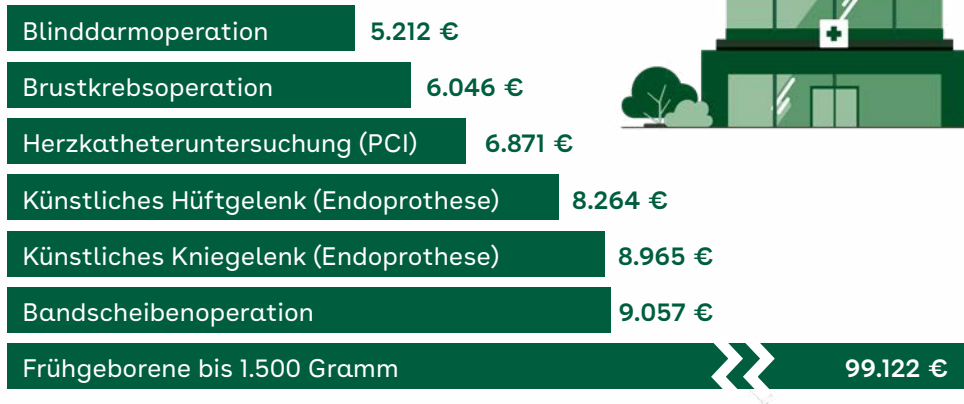 Blinddarmoperation 5.212 €
Brustkrebsoperation 6.046 €
Herzkatheteruntersuchung (PCI) 6.871 €
Künstliches Hüftgelenk (Endoprothese) 8.264 €
Künstliches Kniegelenk (Endoprothese) 8.965 €
Bandscheibenoperation 9.057 €
Frühgeborene bis 1.500 Gramm 99.122 €